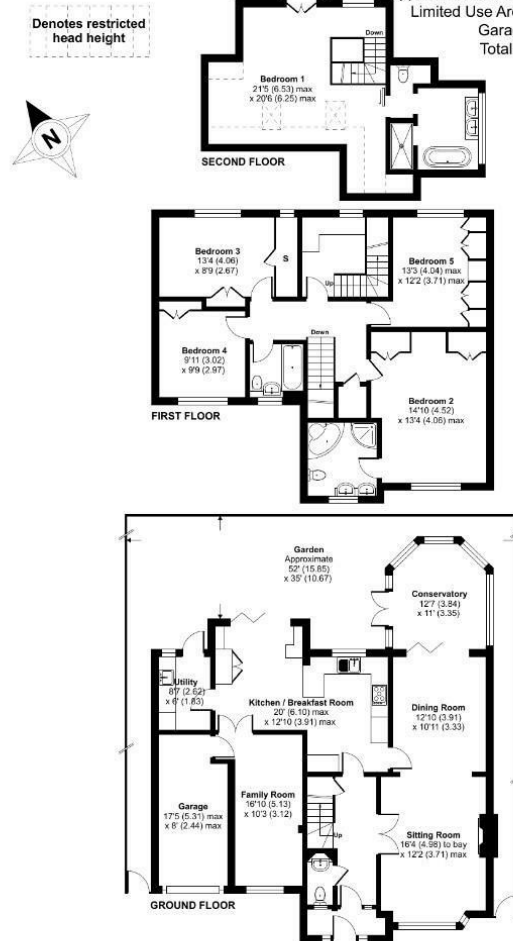 Denotes restricted
head height
Limited Use Are
Gara
Total
N
Down
Bedroom 1
21'5 (6.53) max
x 20'6 (6.25) max
SECOND FLOOR
Bedroom 3
13'4 (4.06)
x 8'9 (2.67)
S
Up
Bedroom 5
13'3 (4.04) max
x 12'2 (3.71) max
Down
Bedroom 4
9'11 (3.02)
x 9'9 (2.97)
Bedroom 2
14'10 (4.52)
x 13'4 (4.06) max
FIRST FLOOR
Garden
Approximate
52' (15.85)
x 35' (10.67)
Conservatory
12'7 (3.84)
x 11' (3.35)
Utility
8'7 (2.62)
x 6' (1.83)
Kitchen / Breakfast Room
20' (6.10) max
x 12'10 (3.91) max
Dining Room
12'10 (3.91)
x 10'11 (3.33)
Garage
17'5 (5.31) max
x 8' (2.44) max
Family Room
16'10 (5.13)
x 10'3 (3.12)
Up
Sitting Room
16'4 (4.98) to bay
x 12'2 (3.71) max
GROUND FLOOR